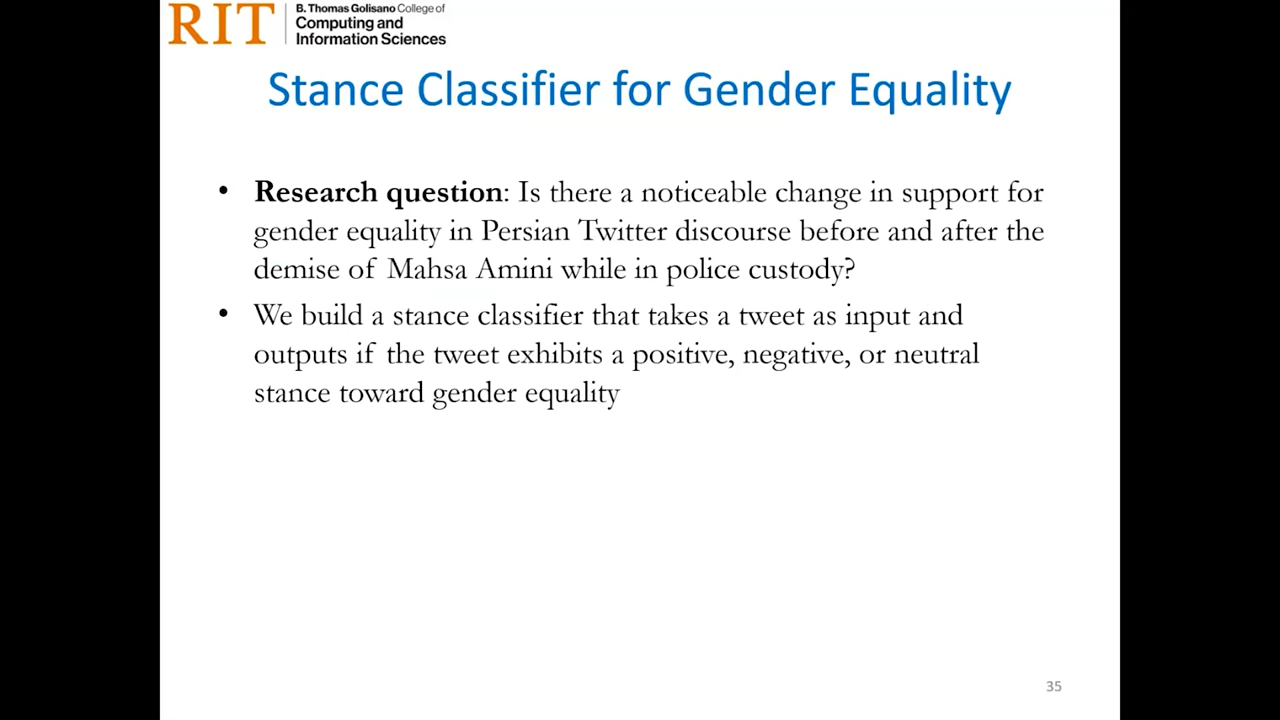 RIT
B. Thomas Golisano College of
Computing and
Information Sciences
Stance Classifier for Gender Equality
• Research question: Is there a noticeable change in support for
gender equality in Persian Twitter discourse before and after the
demise of Mahsa Amini while in police custody?
• We build a stance classifier that takes a tweet as input and
outputs if the tweet exhibits a positive, negative, or neutral
stance toward gender equality
35